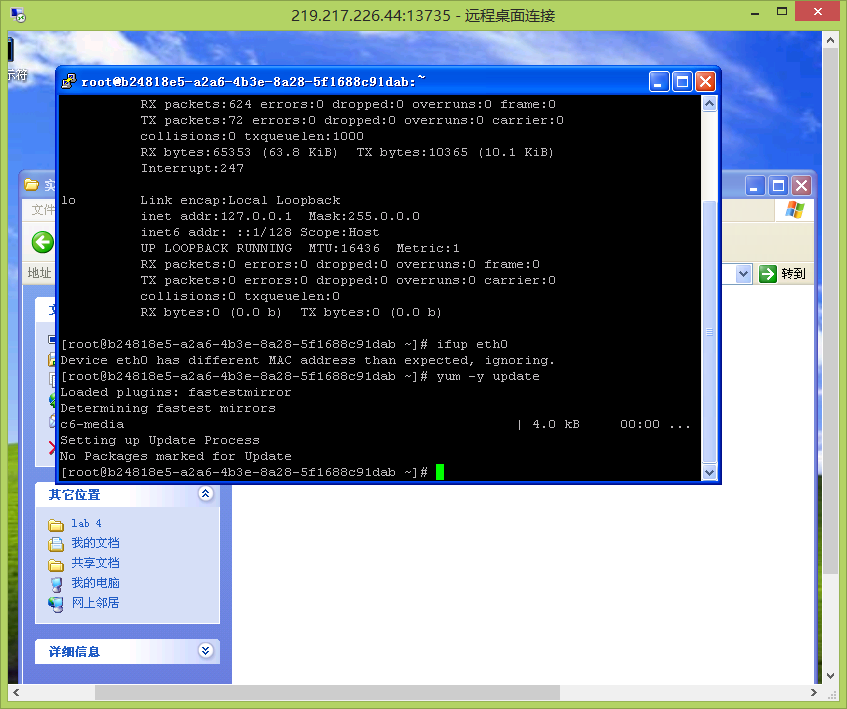 219.217.226.44:13735 - 远程桌面连接
示符
root@b24818e5-a2a6-4b3e-8a28-5f1688c91dab:~
RX packets:624 errors:0 dropped:0 overruns:0 frame:0
TX packets:72 errors:0 dropped:0 overruns:0 carrier:0
collisions:0 txqueuelen:1000
RX bytes:65353 (63.8 KiB)  TX bytes:10365 (10.1 KiB)
Interrupt:247
lo        Link encap:Local Loopback
inet addr:127.0.0.1  Mask:255.0.0.0
inet6 addr: ::1/128 Scope:Host
UP LOOPBACK RUNNING  MTU:16436  Metric:1
RX packets:0 errors:0 dropped:0 overruns:0 frame:0
TX packets:0 errors:0 dropped:0 overruns:0 carrier:0
collisions:0 txqueuelen:0
RX bytes:0 (0.0 b)  TX bytes:0 (0.0 b)
[root@b24818e5-a2a6-4b3e-8a28-5f1688c91dab ~]# ifup eth0
Device eth0 has different MAC address than expected, ignoring.
[root@b24818e5-a2a6-4b3e-8a28-5f1688c91dab ~]# yum -y update
Loaded plugins: fastestmirror
Determining fastest mirrors
c6-media | 4.0 kB     00:00 ...
Setting up Update Process
No Packages marked for Update
[root@b24818e5-a2a6-4b3e-8a28-5f1688c91dab ~]#
实
文件
地址
转到
文
其它位置
lab 4
我的文档
共享文档
我的电脑
网上邻居
详细信息